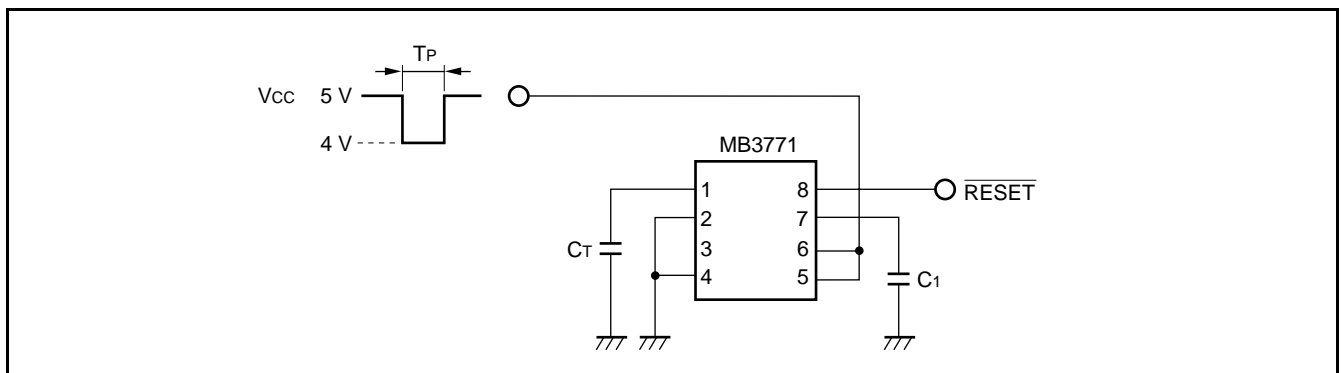 TP
VCC 5 V
4 V
MB3771
1 8 RESET
2 7
CT 3 6
4 5 C1